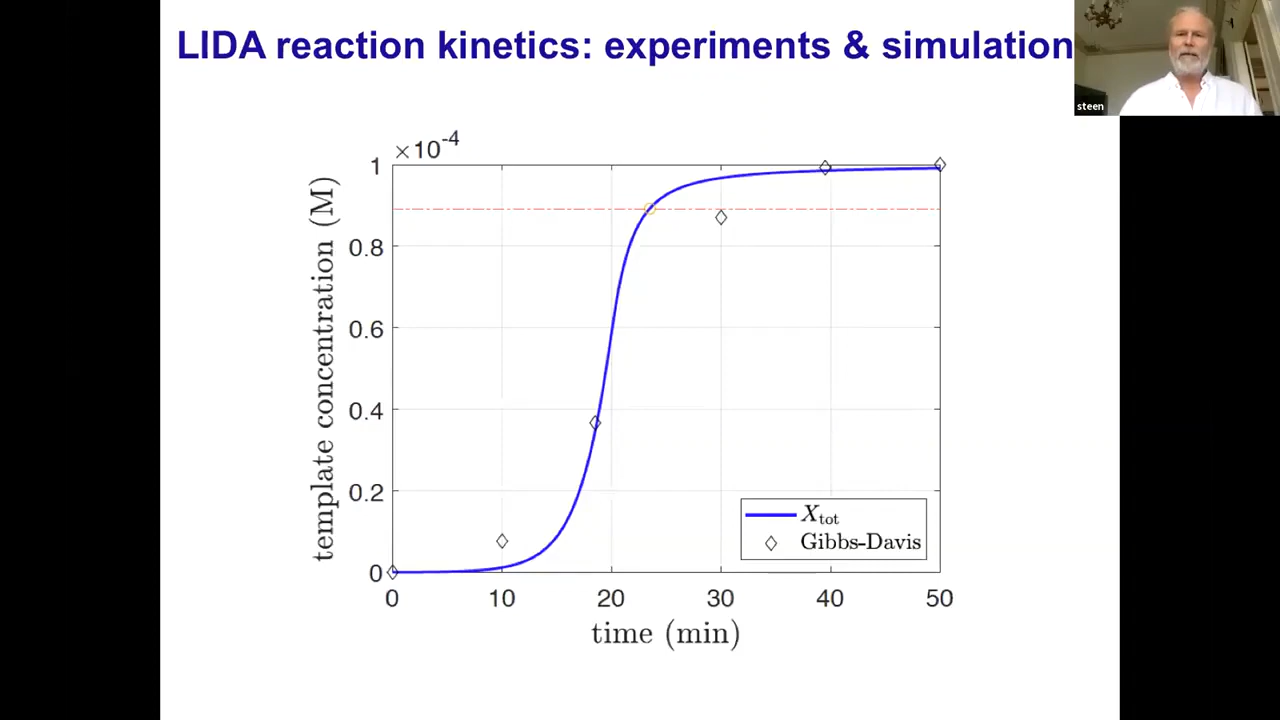 LIDA reaction kinetics: experiments & simulation
steen
×10⁻⁴
1
0.8
0.6
0.4
0.2
0
template concentration (M)
0 10 20 30 40 50
time (min)
Xtot
Gibbs-Davis